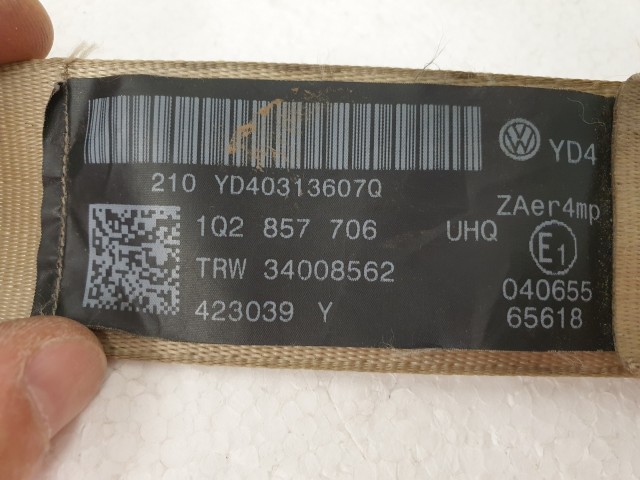 YD4
210 YD40313607Q
ZAer4mp
1Q2 857 706 UHQ
E1
TRW 34008562
040655
423039 Y
65618